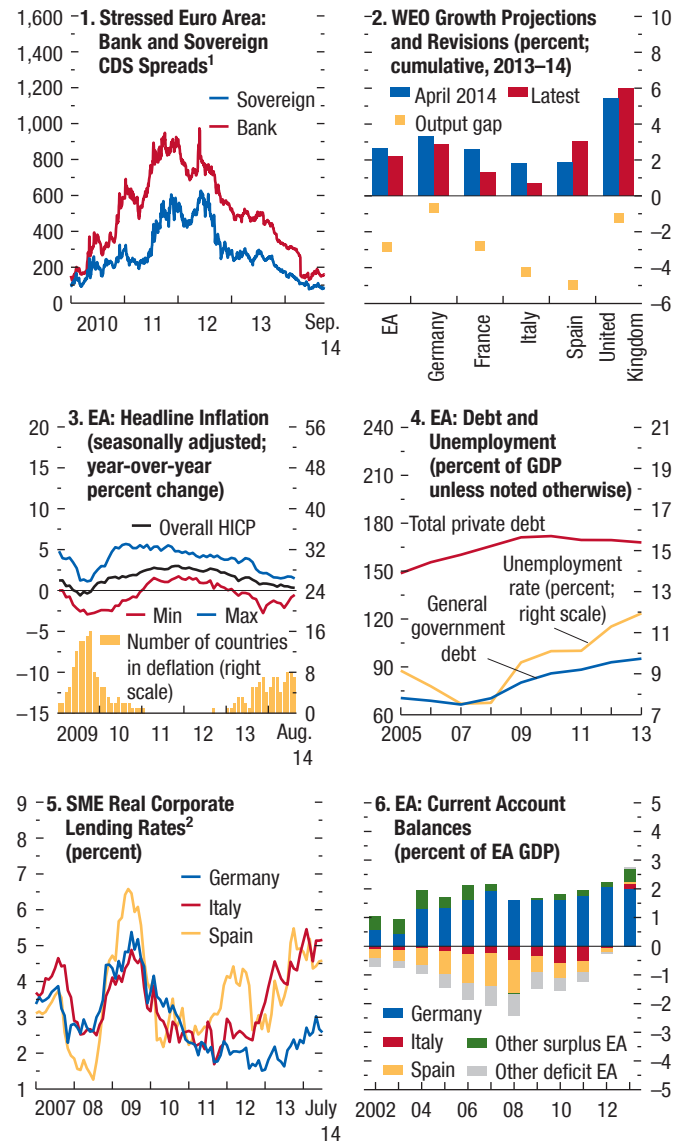 1. Stressed Euro Area:
Bank and Sovereign
CDS Spreads1
1,600
1,400
1,200
1,000
800
600
400
200
0
Sovereign
Bank
2010 11 12 13 Sep.
14
2. WEO Growth Projections
and Revisions (percent;
cumulative, 2013–14)
April 2014 Latest
Output gap
10
8
6
4
2
0
–2
–4
–6
EA
Germany
France
Italy
Spain
United
Kingdom
3. EA: Headline Inflation
(seasonally adjusted;
year-over-year
percent change)
20
15
10
5
0
–5
–10
–15
56
48
40
32
24
16
8
0
Overall HICP
Min Max
Number of countries
in deflation (right
scale)
2009 10 11 12 13 Aug.
14
4. EA: Debt and
Unemployment
(percent of GDP
unless noted otherwise)
240
210
180
150
120
90
60
21
19
17
15
13
11
9
7
Total private debt
Unemployment
rate (percent;
right scale)
General
government
debt
2005 07 09 11 13
5. SME Real Corporate
Lending Rates2
(percent)
9
8
7
6
5
4
3
2
1
Germany
Italy
Spain
2007 08 09 10 11 12 13 July
14
6. EA: Current Account
Balances
(percent of EA GDP)
5
4
3
2
1
0
–1
–2
–3
–4
–5
Germany
Italy Other surplus EA
Spain Other deficit EA
2002 04 06 08 10 12